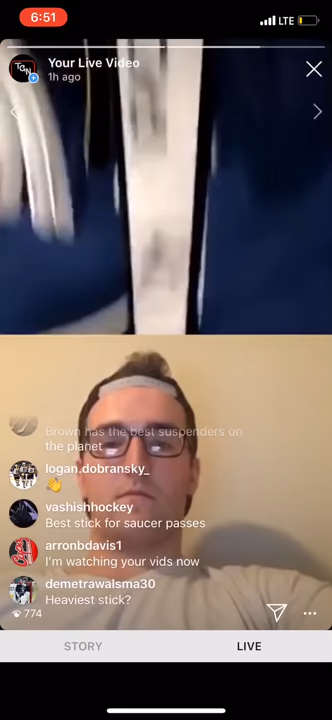 6:51
LTE
TGN
Your Live Video
1h ago
Brown has the best suspenders on
the planet
logan.dobransky_
👏
vashishhockey
Best stick for saucer passes
arronbdavis1
I'm watching your vids now
demetrawalsma30
Heaviest stick?
774
STORY
LIVE